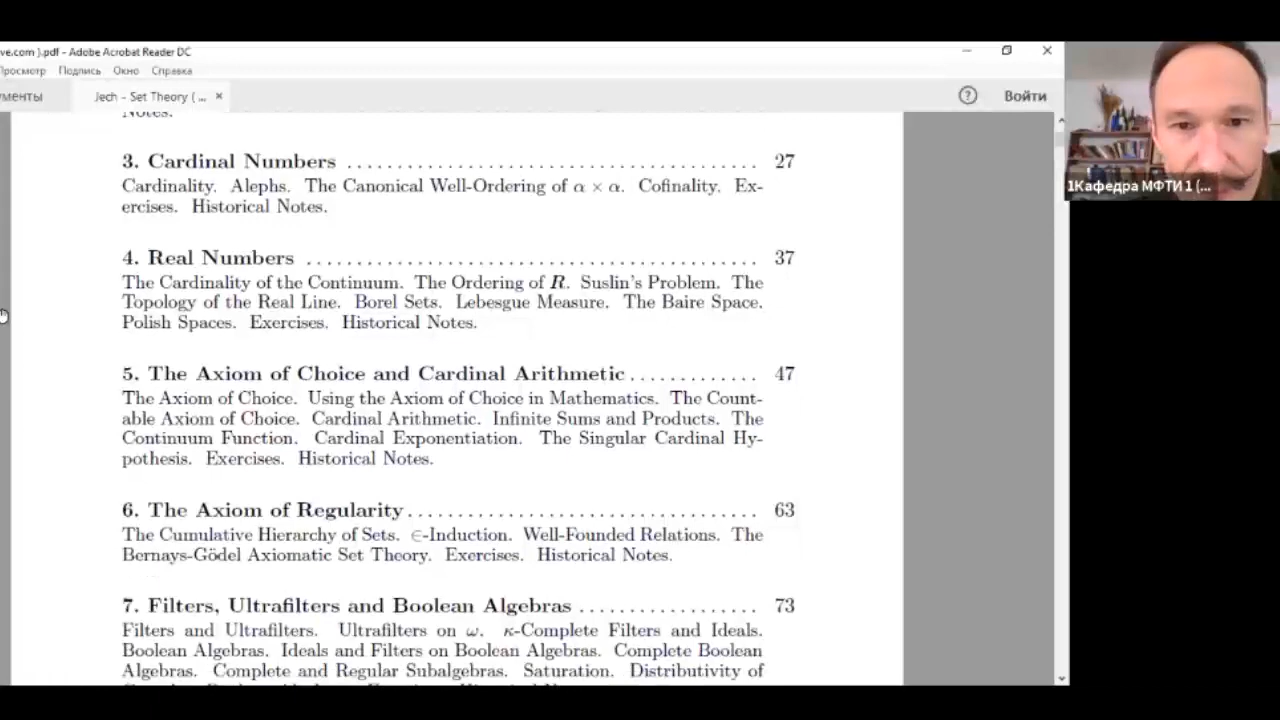 ve.com ).pdf - Adobe Acrobat Reader DC
Просмотр Подпись Окно Справка
Jech - Set Theory ( ... × Войти
Notes.
3. Cardinal Numbers ........................................ 27
Cardinality. Alephs. The Canonical Well-Ordering of α × α. Cofinality. Ex-
ercises. Historical Notes.
4. Real Numbers ........................................... 37
The Cardinality of the Continuum. The Ordering of R. Suslin's Problem. The
Topology of the Real Line. Borel Sets. Lebesgue Measure. The Baire Space.
Polish Spaces. Exercises. Historical Notes.
5. The Axiom of Choice and Cardinal Arithmetic ............. 47
The Axiom of Choice. Using the Axiom of Choice in Mathematics. The Count-
able Axiom of Choice. Cardinal Arithmetic. Infinite Sums and Products. The
Continuum Function. Cardinal Exponentiation. The Singular Cardinal Hy-
pothesis. Exercises. Historical Notes.
6. The Axiom of Regularity .................................. 63
The Cumulative Hierarchy of Sets. ∈-Induction. Well-Founded Relations. The
Bernays-Gödel Axiomatic Set Theory. Exercises. Historical Notes.
7. Filters, Ultrafilters and Boolean Algebras .................. 73
Filters and Ultrafilters. Ultrafilters on ω. κ-Complete Filters and Ideals.
Boolean Algebras. Ideals and Filters on Boolean Algebras. Complete Boolean
Algebras. Complete and Regular Subalgebras. Saturation. Distributivity of
1Кафедра МФТИ 1 (...